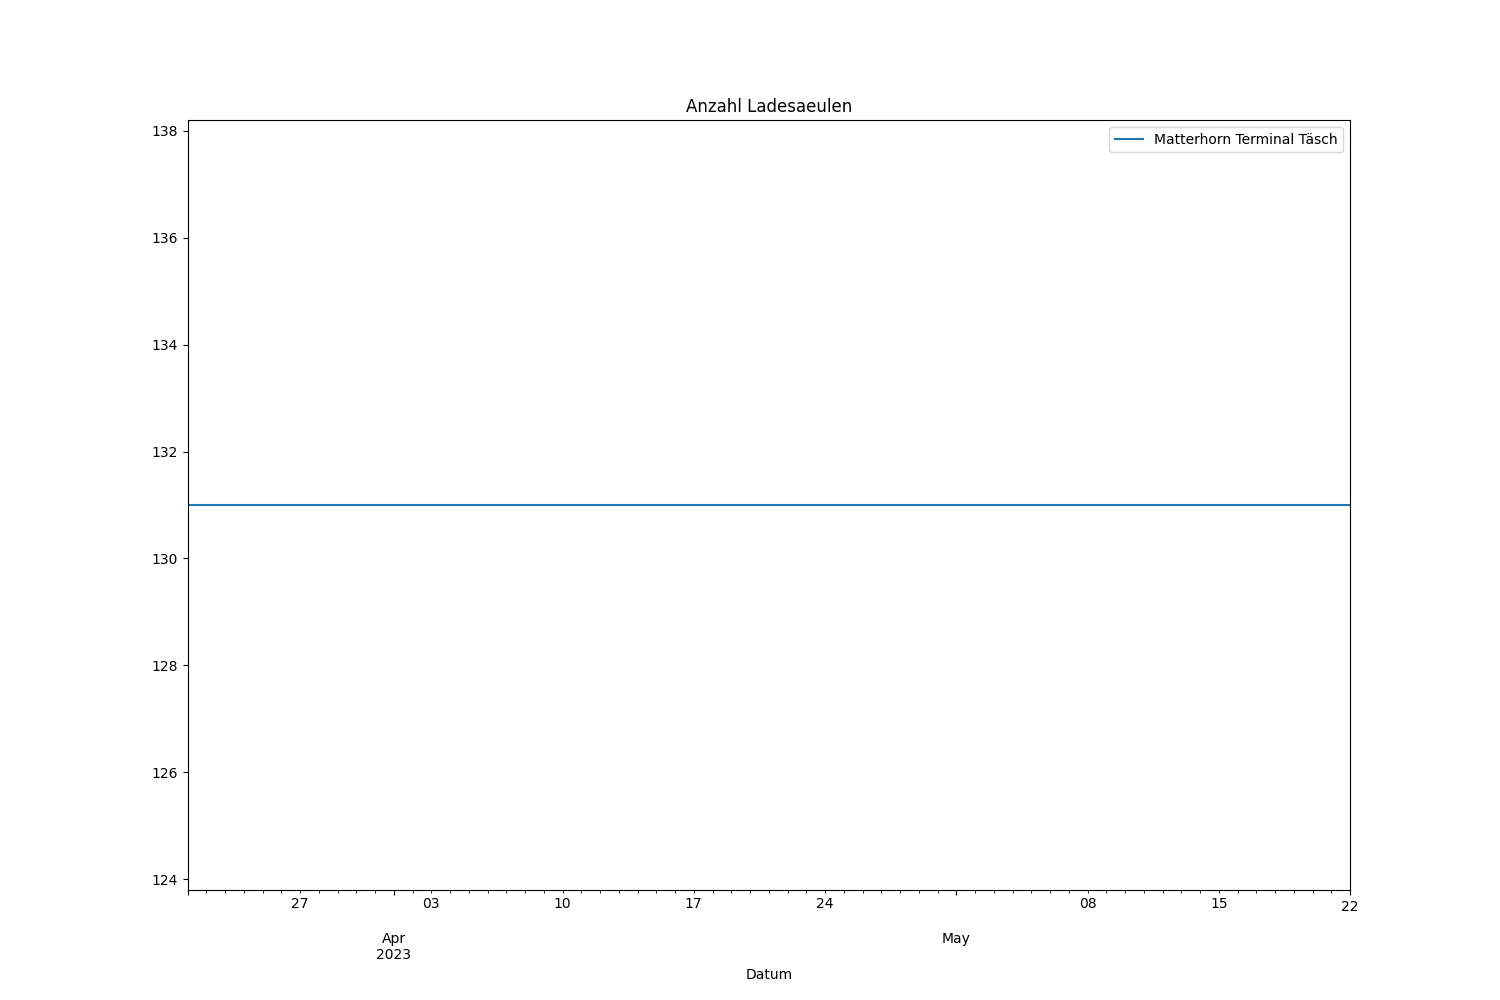 Anzahl Ladesaeulen
Matterhorn Terminal Täsch
138
136
134
132
130
128
126
124
27 03 10 17 24 08 15 22
Apr May
2023
Datum